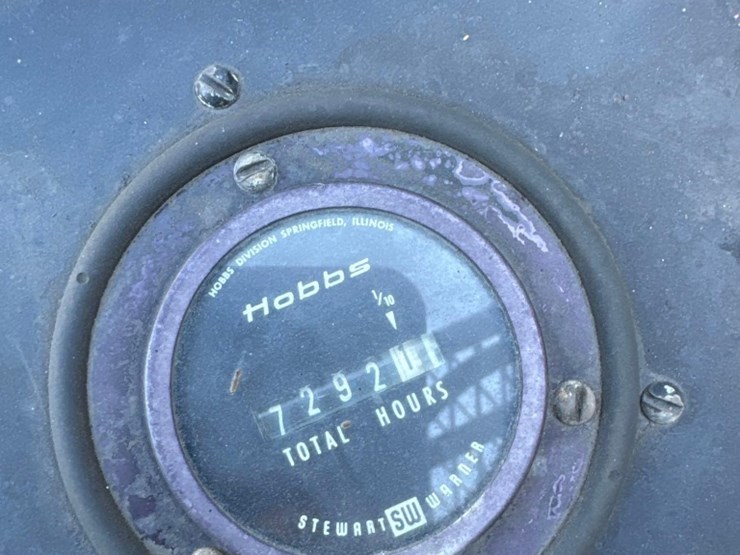 HOBBS DIVISION SPRINGFIELD, ILLINOIS
Hobbs
1/10
7292
TOTAL HOURS
STEWART SW WARNER